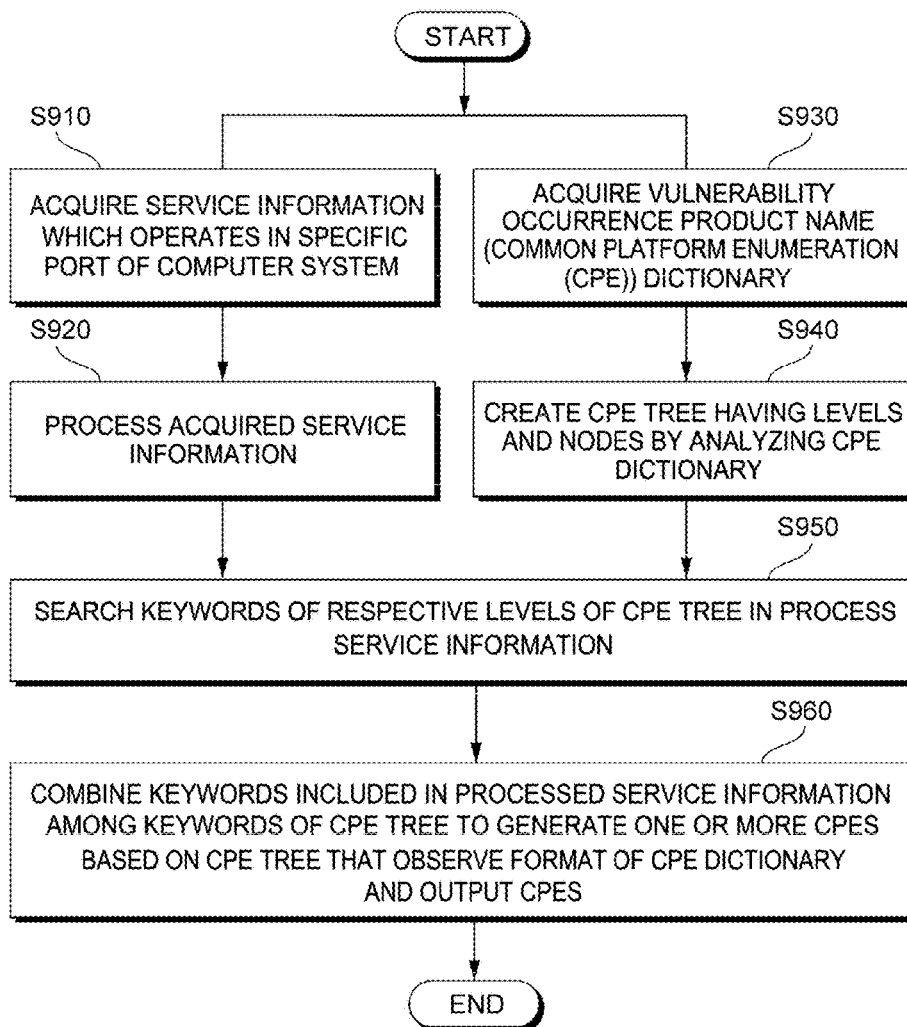 START
S910
ACQUIRE SERVICE INFORMATION
WHICH OPERATES IN SPECIFIC
PORT OF COMPUTER SYSTEM
S930
ACQUIRE VULNERABILITY
OCCURRENCE PRODUCT NAME
(COMMON PLATFORM ENUMERATION
(CPE)) DICTIONARY
S920
PROCESS ACQUIRED SERVICE
INFORMATION
S940
CREATE CPE TREE HAVING LEVELS
AND NODES BY ANALYZING CPE
DICTIONARY
S950
SEARCH KEYWORDS OF RESPECTIVE LEVELS OF CPE TREE IN PROCESS
SERVICE INFORMATION
S960
COMBINE KEYWORDS INCLUDED IN PROCESSED SERVICE INFORMATION
AMONG KEYWORDS OF CPE TREE TO GENERATE ONE OR MORE CPES
BASED ON CPE TREE THAT OBSERVE FORMAT OF CPE DICTIONARY
AND OUTPUT CPES
END